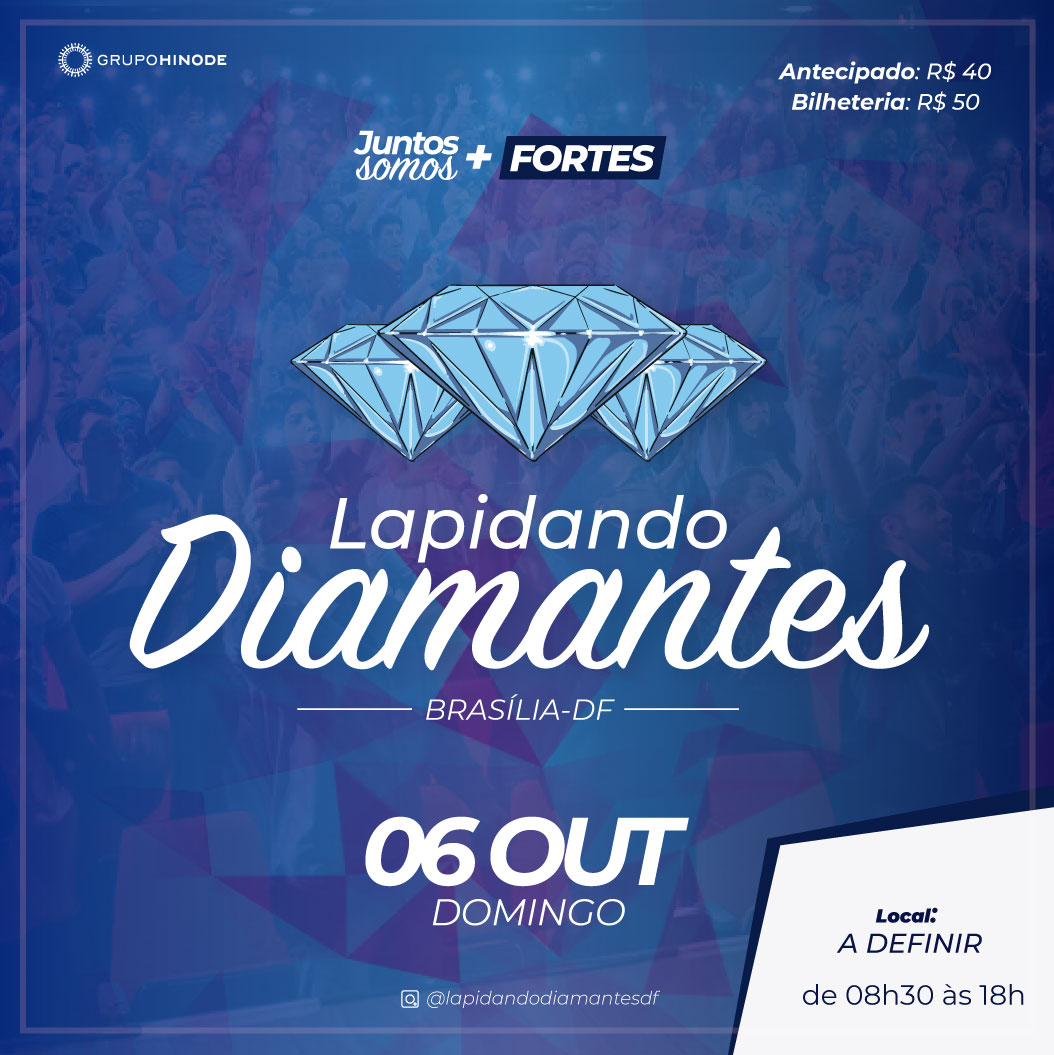 GRUPOHINODE
Antecipado: R$ 40
Bilheteria: R$ 50
Juntos
somos + FORTES
Lapidando
Diamantes
BRASÍLIA-DF
06 OUT
DOMINGO
@lapidandodiamantesdf
Local:
A DEFINIR
de 08h30 às 18h